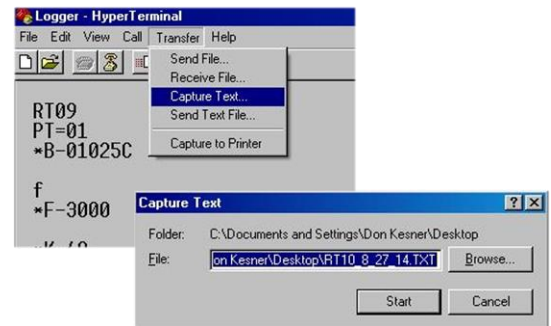 Logger - HyperTerminal
File Edit View Call Transfer Help
Send File...
Receive File...
Capture Text...
Send Text File...
Capture to Printer
RT09
PT=01
*B-01025C
f
*F-3000
Capture Text
Folder: C:\Documents and Settings\Don Kesner\Desktop
File: on Kesner\Desktop\RT10_8_27_14.TXT Browse...
Start Cancel